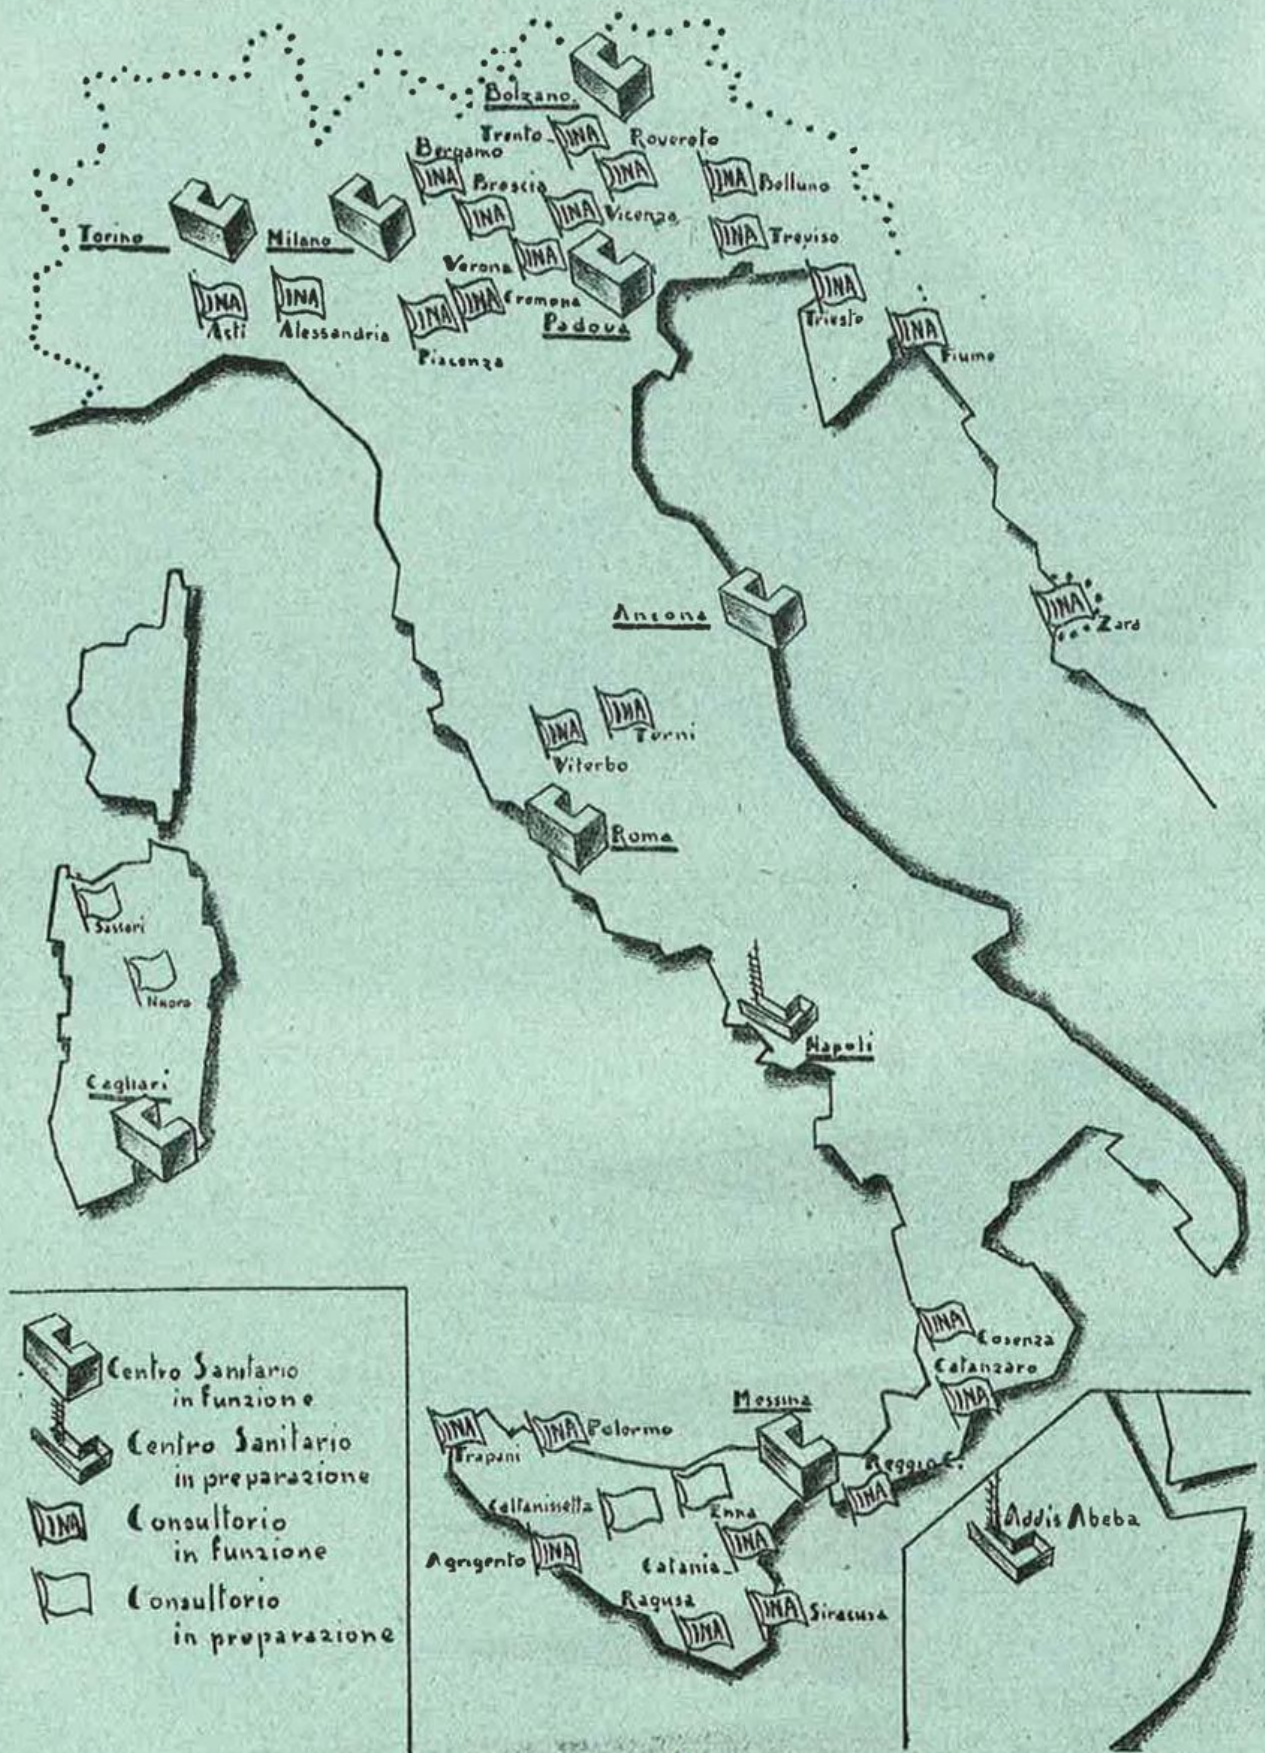 Bolzano.
Trento - INA Rovereto
Bergamo
INA
INA
INA Belluno
Brescia
INA
INA Vicenza
Torino
Milano
INA Treviso
Verona INA
INA
Asti
INA
Alessandria
INA
Piacenza
INA Cremona
Padova
INA
Trieste
INA
Fiume
Ancona
INA
Zara
INA
Viterbo
INA
Terni
Roma
Sassari
Nuoro
Napoli
Cagliari
INA
Cosenza
Catanzaro
INA
Messina
INA
Trapani
INA Palermo
Reggio C.
INA
Caltanissetta
Enna
Agrigento INA
Catania - INA
Ragusa
INA
INA Siracusa
Addis Abeba
Centro Sanitario
in funzione
Centro Sanitario
in preparazione
INA Consultorio
in funzione
Consultorio
in preparazione